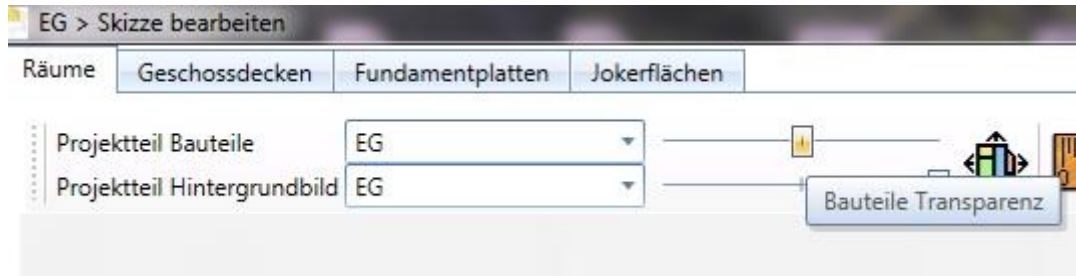 EG > Skizze bearbeiten
Räume Geschossdecken Fundamentplatten Jokerflächen
Projektteil Bauteile EG
Projektteil Hintergrundbild EG
Bauteile Transparenz